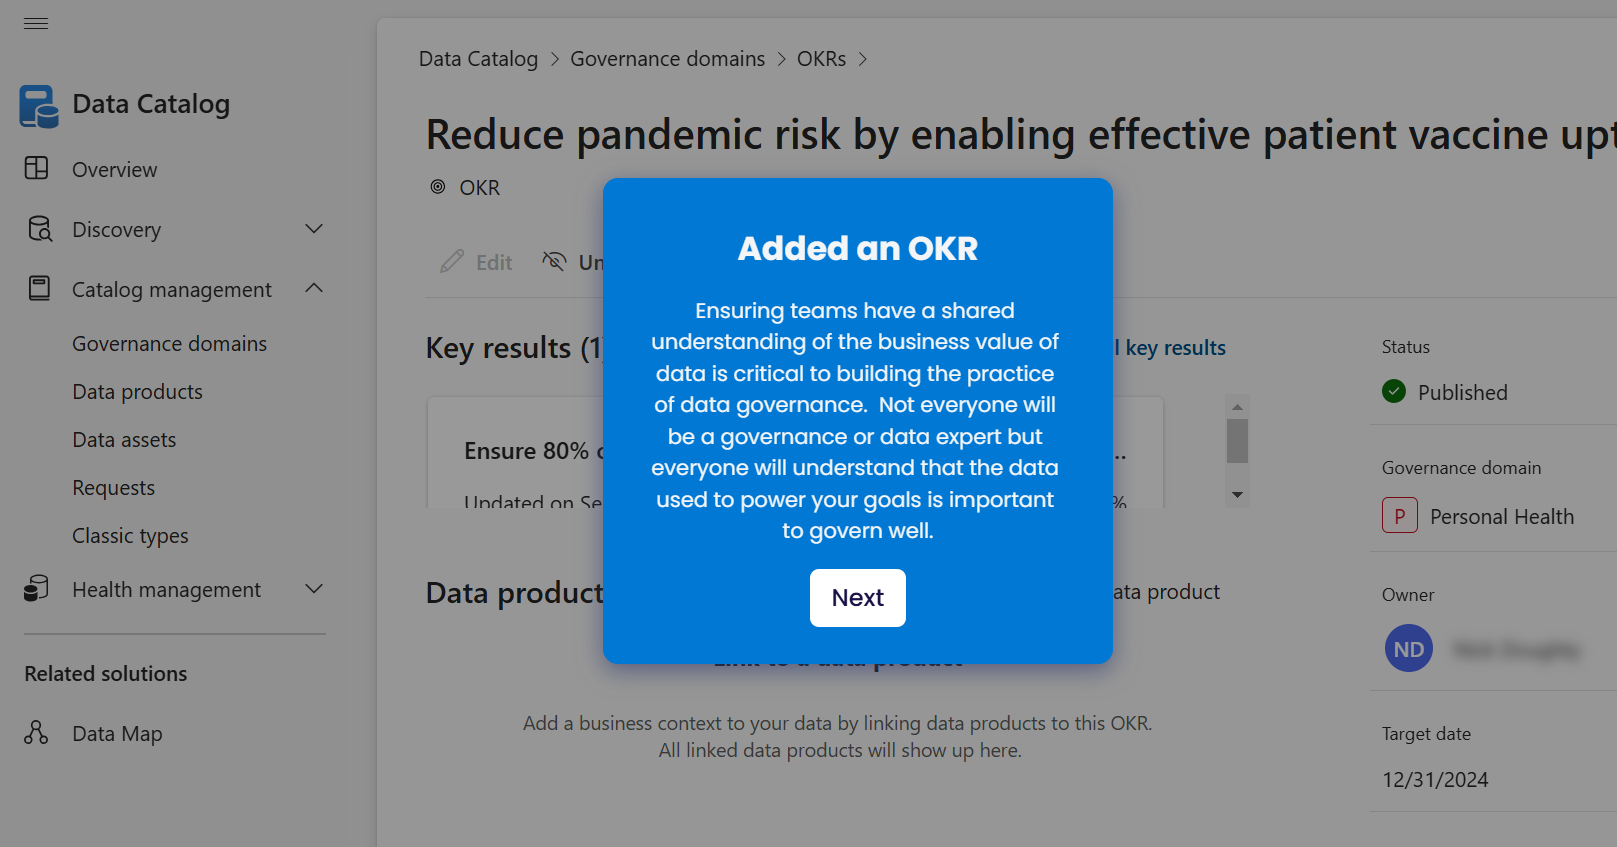 Data Catalog > Governance domains > OKRs >
Data Catalog
Overview
Discovery
Catalog management
Governance domains
Data products
Data assets
Requests
Classic types
Health management
Related solutions
Data Map
Reduce pandemic risk by enabling effective patient vaccine upt
OKR
Edit
Un
Key results (1
l key results
Ensure 80%
..
Updated on Se
%
Data product
ata product
Link to a data product
Add a business context to your data by linking data products to this OKR.
All linked data products will show up here.
Added an OKR
Ensuring teams have a shared
understanding of the business value of
data is critical to building the practice
of data governance.  Not everyone will
be a governance or data expert but
everyone will understand that the data
used to power your goals is important
to govern well.
Next
Status
Published
Governance domain
P Personal Health
Owner
ND
Target date
12/31/2024